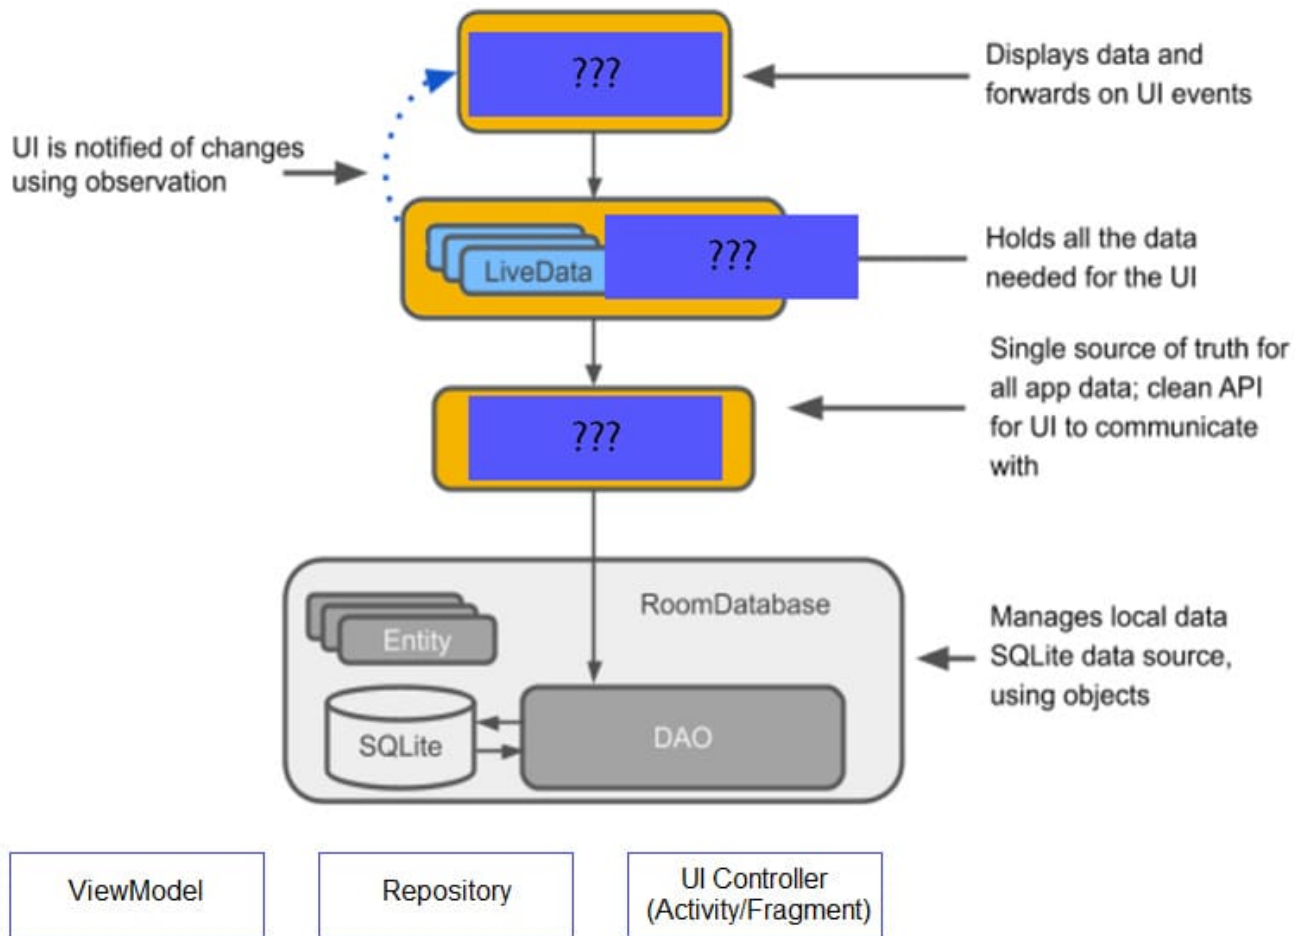 ???
Displays data and
forwards on UI events
UI is notified of changes
using observation
LiveData
???
Holds all the data
needed for the UI
Single source of truth for
all app data; clean API
for UI to communicate
with
???
RoomDatabase
Entity
SQLite
DAO
Manages local data
SQLite data source,
using objects
ViewModel
Repository
UI Controller
(Activity/Fragment)